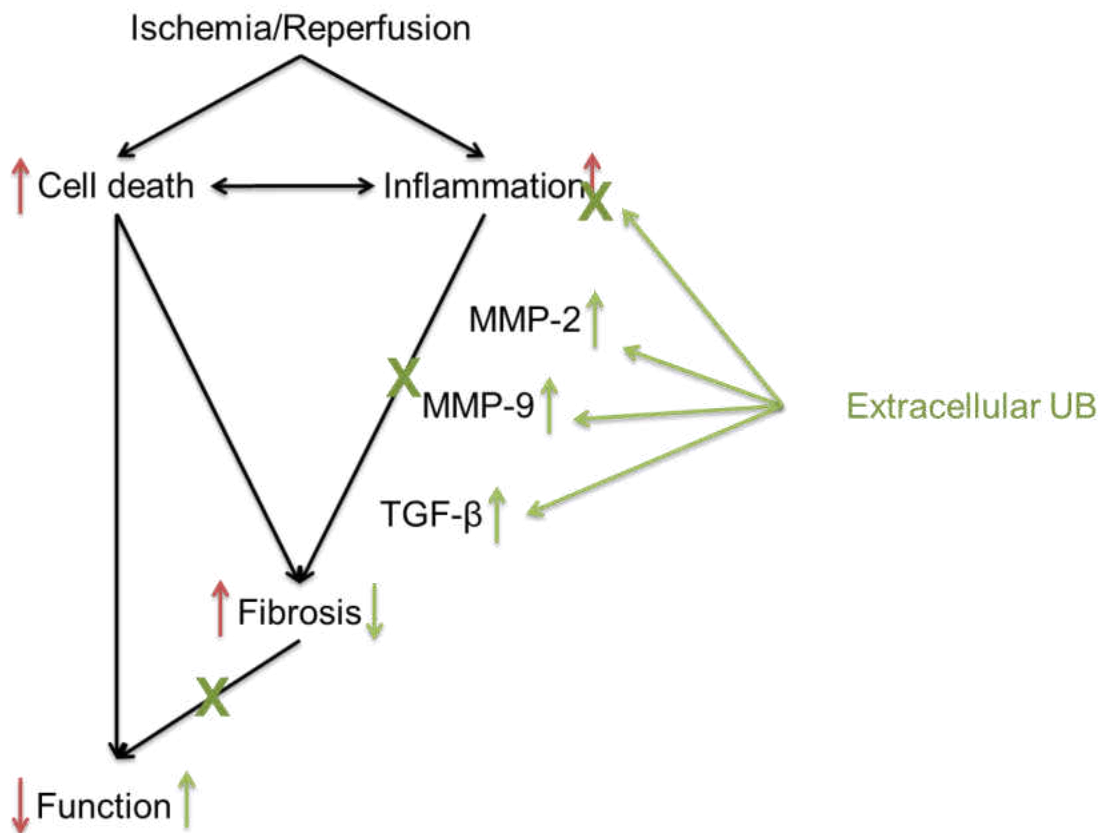 Ischemia/Reperfusion
Cell death
Inflammation
X
MMP-2
X
MMP-9
Extracellular UB
TGF-β
Fibrosis
X
Function